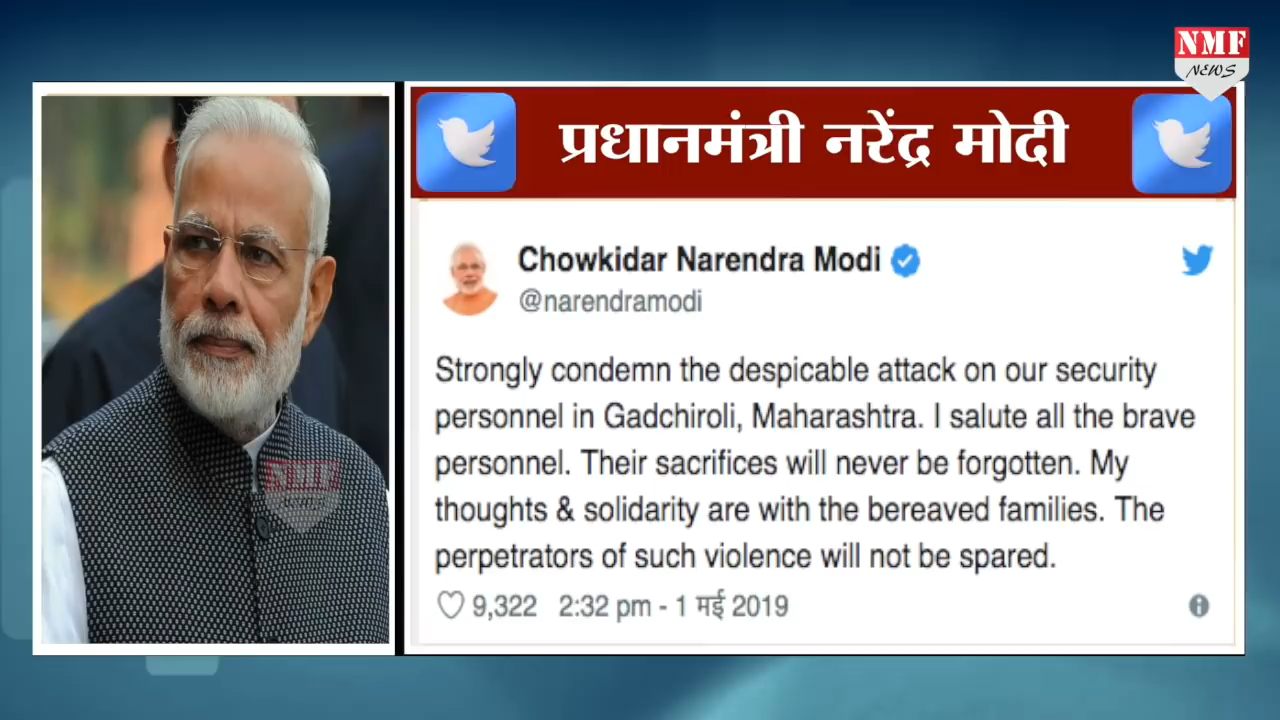 NMF
NEWS
प्रधानमंत्री नरेंद्र मोदी
Chowkidar Narendra Modi
@narendramodi
Strongly condemn the despicable attack on our security
personnel in Gadchiroli, Maharashtra. I salute all the brave
personnel. Their sacrifices will never be forgotten. My
thoughts & solidarity are with the bereaved families. The
perpetrators of such violence will not be spared.
9,322 2:32 pm - 1 मई 2019
NMF